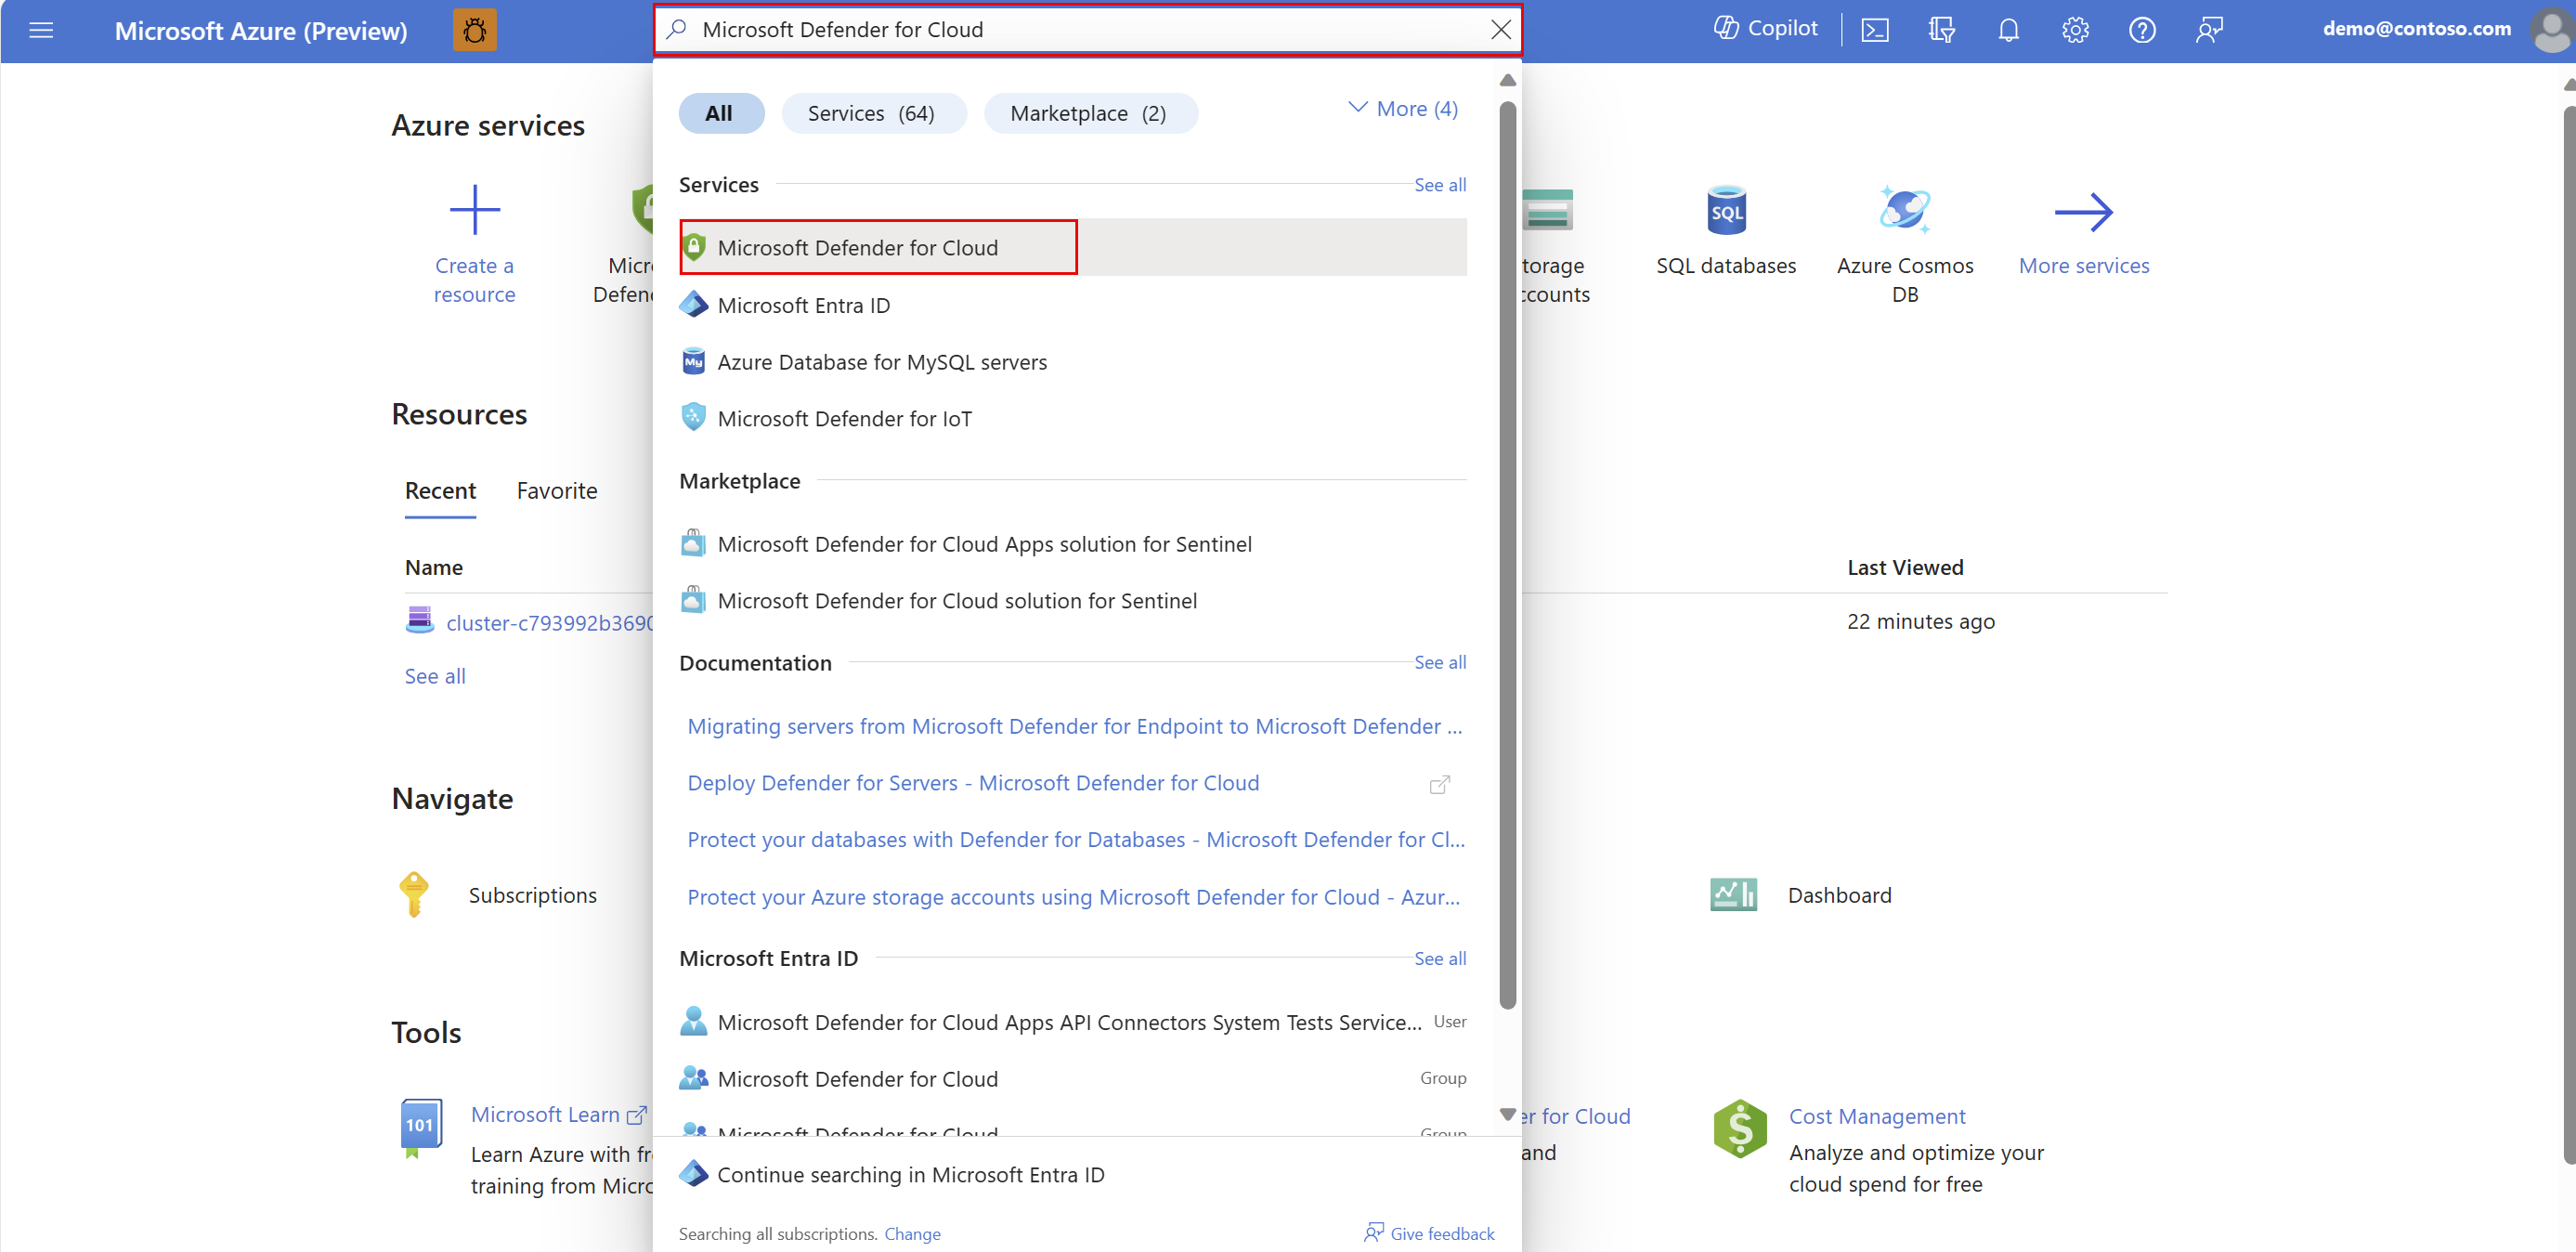 Microsoft Azure (Preview)
Microsoft Defender for Cloud
Copilot
demo@contoso.com
All
Services (64)
Marketplace (2)
More (4)
Azure services
Create a
resource
SQL
SQL databases
Azure Cosmos
DB
More services
Services
See all
Microsoft Defender for Cloud
Microsoft Entra ID
My
Azure Database for MySQL servers
Microsoft Defender for IoT
Resources
Recent
Favorite
Marketplace
Name
Last Viewed
Microsoft Defender for Cloud Apps solution for Sentinel
Microsoft Defender for Cloud solution for Sentinel
cluster-c793992b3690
22 minutes ago
See all
Documentation
See all
Migrating servers from Microsoft Defender for Endpoint to Microsoft Defender ...
Deploy Defender for Servers - Microsoft Defender for Cloud
Protect your databases with Defender for Databases - Microsoft Defender for Cl...
Protect your Azure storage accounts using Microsoft Defender for Cloud - Azur...
Navigate
Subscriptions
Dashboard
Microsoft Entra ID
See all
Microsoft Defender for Cloud Apps API Connectors System Tests Service... User
Microsoft Defender for Cloud Group
Microsoft Defender for Cloud Group
Continue searching in Microsoft Entra ID
Searching all subscriptions. Change
Give feedback
Tools
101
Microsoft Learn
Learn Azure with
training from
for Cloud
and
Cost Management
Analyze and optimize your
cloud spend for free